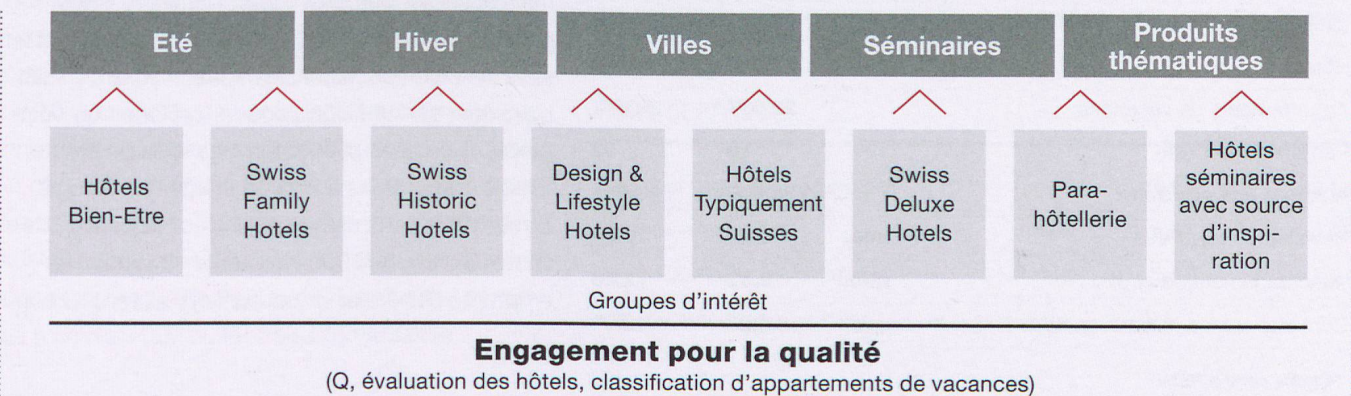 Eté
Hiver
Villes
Séminaires
Produits
thématiques
Hôtels
Bien-Etre
Swiss
Family
Hotels
Swiss
Historic
Hotels
Design &
Lifestyle
Hotels
Hôtels
Typiquement
Suisses
Swiss
Deluxe
Hotels
Para-
hôtellerie
Hôtels
séminaires
avec source
d'inspi-
ration
Groupes d'intérêt
Engagement pour la qualité
(Q, évaluation des hôtels, classification d'appartements de vacances)